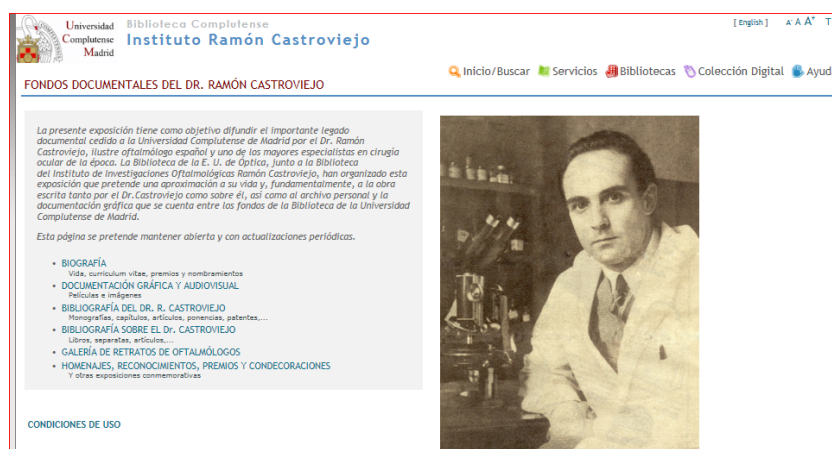 Universidad
Complutense
Madrid
Biblioteca Complutense
Instituto Ramón Castroviejo
[ English ] A⁻ A A⁺ T
Inicio/Buscar Servicios Bibliotecas Colección Digital Ayud
FONDOS DOCUMENTALES DEL DR. RAMÓN CASTROVIEJO
La presente exposición tiene como objetivo difundir el importante legado
documental cedido a la Universidad Complutense de Madrid por el Dr. Ramón
Castroviejo, ilustre oftalmólogo español y uno de los mayores especialistas en cirugía
ocular de la época. La Biblioteca de la E. U. de Óptica, junto a la Biblioteca
del Instituto de Investigaciones Oftalmológicas Ramón Castroviejo, han organizado esta
exposición que pretende una aproximación a su vida y, fundamentalmente, a la obra
escrita tanto por el Dr.Castroviejo como sobre él, así como al archivo personal y la
documentación gráfica que se cuenta entre los fondos de la Biblioteca de la Universidad
Complutense de Madrid.
Esta página se pretende mantener abierta y con actualizaciones periódicas.
• BIOGRAFÍA
Vida, curriculum vitae, premios y nombramientos
• DOCUMENTACIÓN GRÁFICA Y AUDIOVISUAL
Películas e imágenes
• BIBLIOGRAFÍA DEL DR. R. CASTROVIEJO
Monografías, capítulos, artículos, ponencias, patentes,...
• BIBLIOGRAFÍA SOBRE EL Dr. CASTROVIEJO
Libros, separatas, artículos,...
• GALERÍA DE RETRATOS DE OFTALMÓLOGOS
• HOMENAJES, RECONOCIMIENTOS, PREMIOS Y CONDECORACIONES
Y otras exposiciones conmemorativas
CONDICIONES DE USO